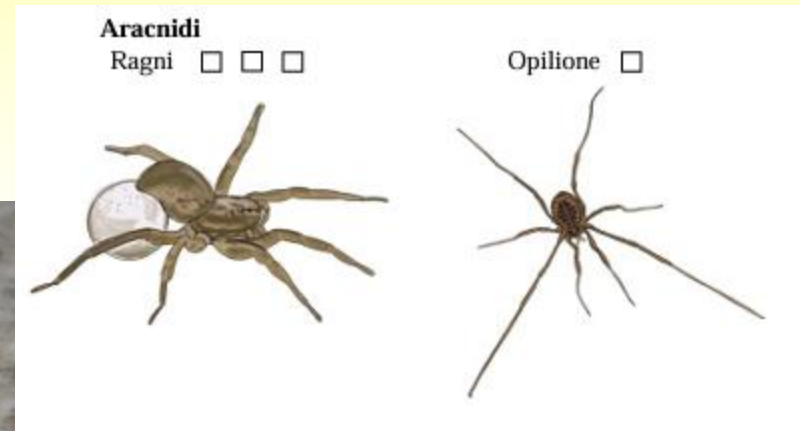 Aracnidi
Ragni □ □ □
Opilione □